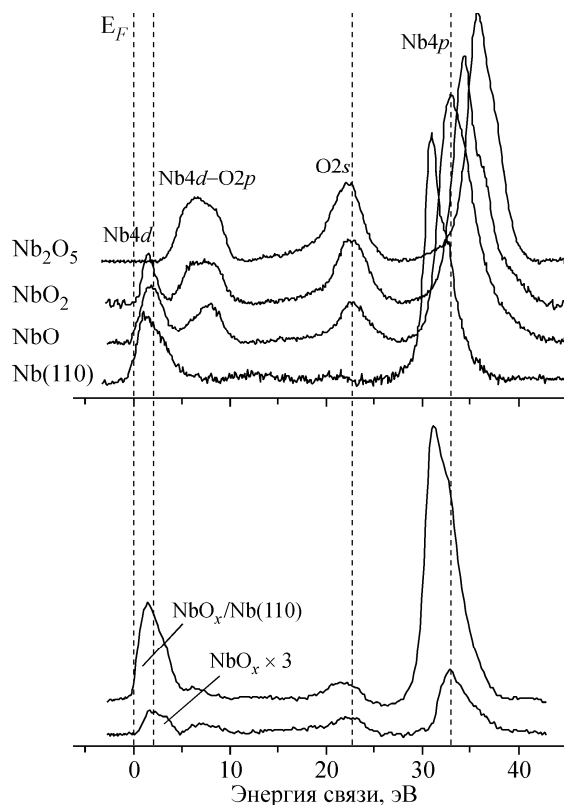 E_F
Nb4p
O2s
Nb4d–O2p
Nb4d
Nb₂O₅
NbO₂
NbO
Nb(110)
NbOₓ/Nb(110)
NbOₓ × 3
0 10 20 30 40
Энергия связи, эВ